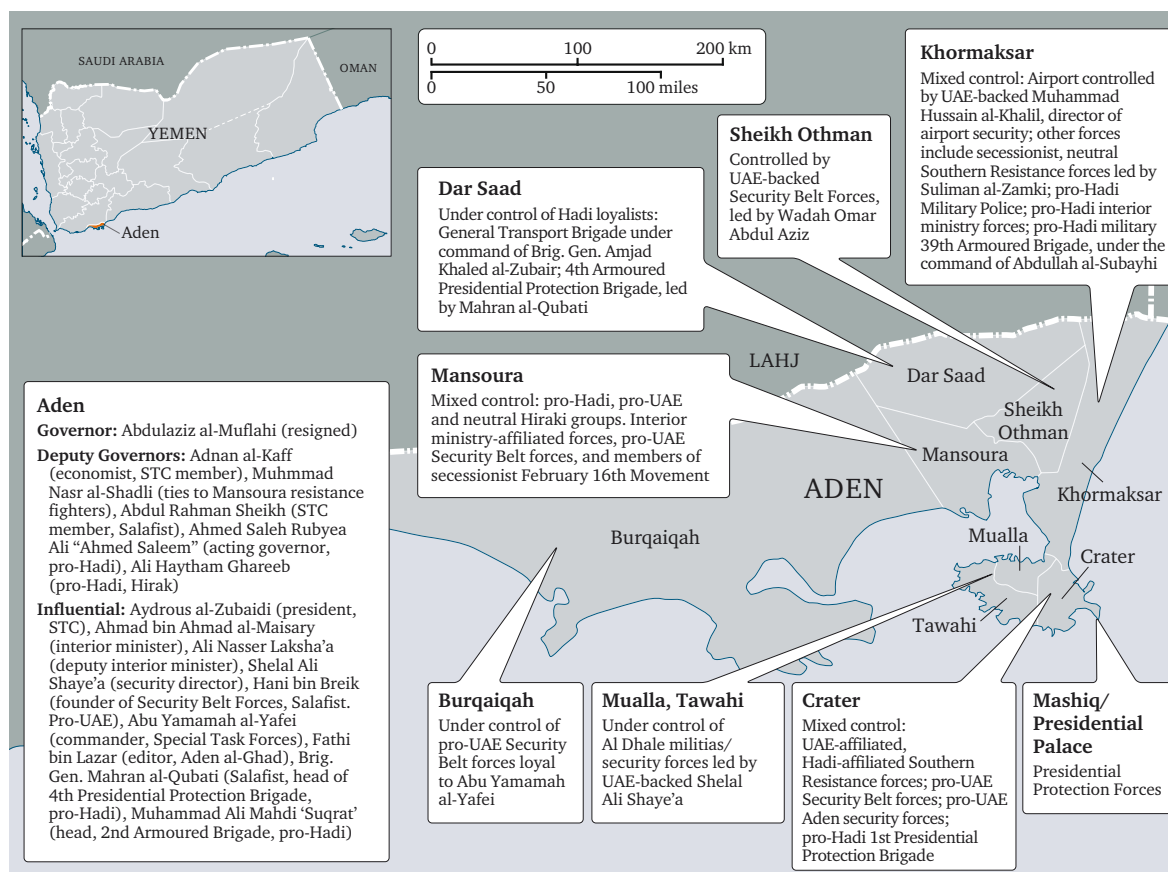 SAUDI ARABIA
OMAN
YEMEN
Aden
0 100 200 km
0 50 100 miles
Khormaksar
Mixed control: Airport controlled
by UAE-backed Muhammad
Hussain al-Khalil, director of
airport security; other forces
include secessionist, neutral
Southern Resistance forces led by
Suliman al-Zamki; pro-Hadi
Military Police; pro-Hadi interior
ministry forces; pro-Hadi military
39th Armoured Brigade, under the
command of Abdullah al-Subayhi
Sheikh Othman
Controlled by
UAE-backed
Security Belt Forces,
led by Wadah Omar
Abdul Aziz
Dar Saad
Under control of Hadi loyalists:
General Transport Brigade under
command of Brig. Gen. Amjad
Khaled al-Zubair; 4th Armoured
Presidential Protection Brigade, led
by Mahran al-Qubati
Mansoura
Mixed control: pro-Hadi, pro-UAE
and neutral Hiraki groups. Interior
ministry-affiliated forces, pro-UAE
Security Belt forces, and members of
secessionist February 16th Movement
LAHJ
Dar Saad
Sheikh
Othman
Mansoura
ADEN
Khormaksar
Burqaiqah
Mualla
Crater
Tawahi
Aden
Governor: Abdulaziz al-Muflahi (resigned)
Deputy Governors: Adnan al-Kaff
(economist, STC member), Muhmmad
Nasr al-Shadli (ties to Mansoura resistance
fighters), Abdul Rahman Sheikh (STC
member, Salafist), Ahmed Saleh Rubyea
Ali “Ahmed Saleem” (acting governor,
pro-Hadi), Ali Haytham Ghareeb
(pro-Hadi, Hirak)
Influential: Aydrous al-Zubaidi (president,
STC), Ahmad bin Ahmad al-Maisary
(interior minister), Ali Nasser Laksha’a
(deputy interior minister), Shelal Ali
Shaye’a (security director), Hani bin Breik
(founder of Security Belt Forces, Salafist.
Pro-UAE), Abu Yamamah al-Yafei
(commander, Special Task Forces), Fathi
bin Lazar (editor, Aden al-Ghad), Brig.
Gen. Mahran al-Qubati (Salafist, head of
4th Presidential Protection Brigade,
pro-Hadi), Muhammad Ali Mahdi ‘Suqrat’
(head, 2nd Armoured Brigade, pro-Hadi)
Burqaiqah
Under control of
pro-UAE Security
Belt forces loyal
to Abu Yamamah
al-Yafei
Mualla, Tawahi
Under control of
Al Dhale militias/
security forces led by
UAE-backed Shelal
Ali Shaye’a
Crater
Mixed control:
UAE-affiliated,
Hadi-affiliated Southern
Resistance forces; pro-UAE
Security Belt forces; pro-UAE
Aden security forces;
pro-Hadi 1st Presidential
Protection Brigade
Mashiq/
Presidential
Palace
Presidential
Protection Forces